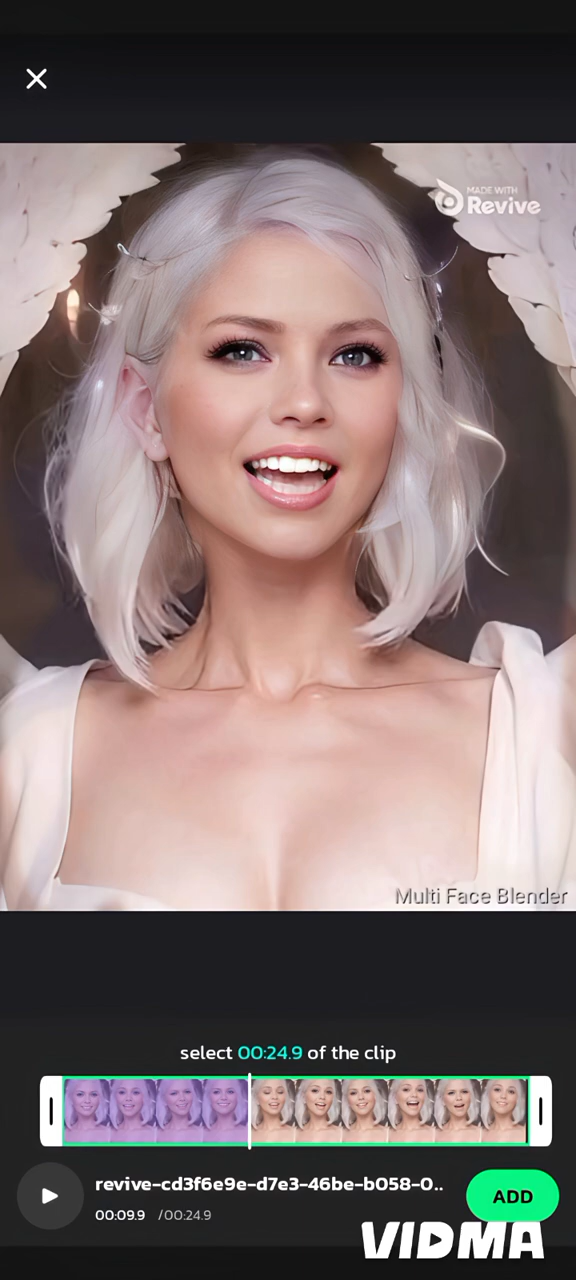 MADE WITH
Revive
Multi Face Blender
select 00:24.9 of the clip
revive-cd3f6e9e-d7e3-46be-b058-0..
ADD
00:09.9 /00:24.9
VIDMA